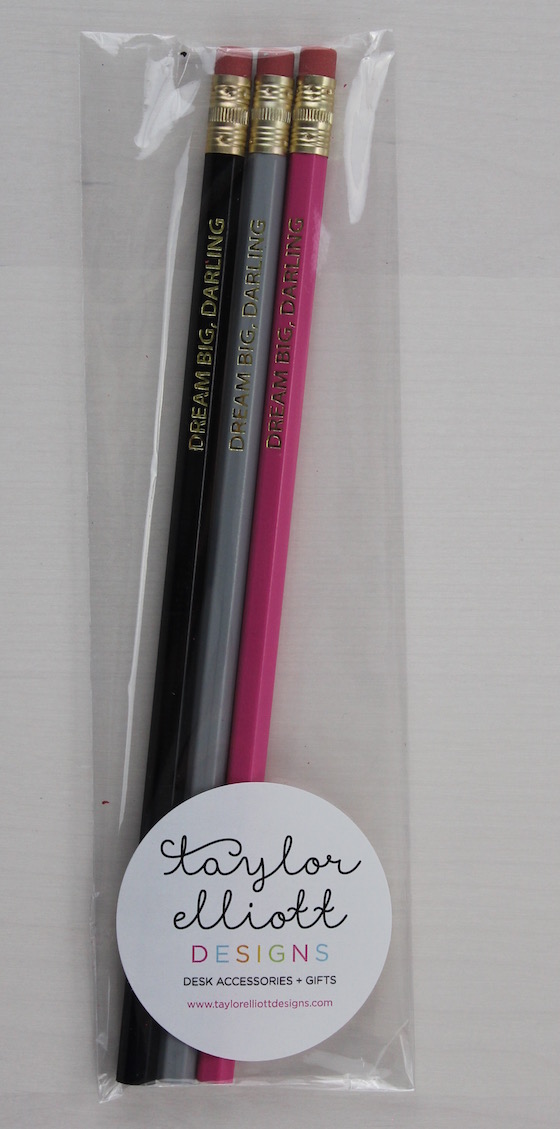 DREAM BIG, DARLING
DREAM BIG, DARLING
DREAM BIG, DARLING
taylor
elliott
DESIGNS
DESK ACCESSORIES + GIFTS
www.taylorelliottdesigns.com